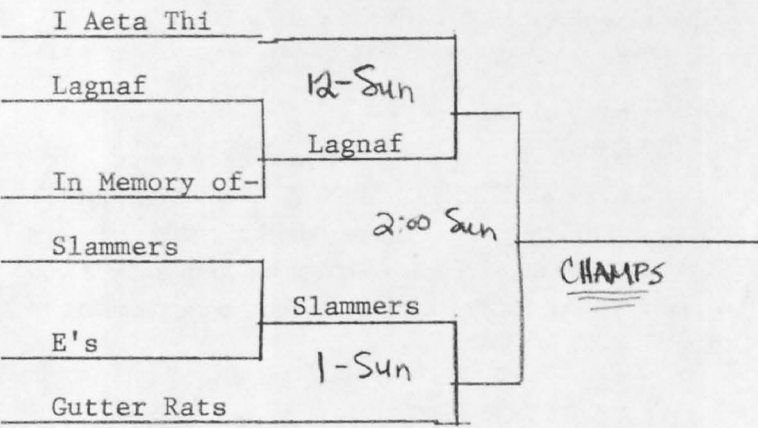 I Aeta Thi
Lagnaf
12-Sun
Lagnaf
In Memory of-
2:00 Sun
Slammers
CHAMPS
Slammers
E's
1-Sun
Gutter Rats